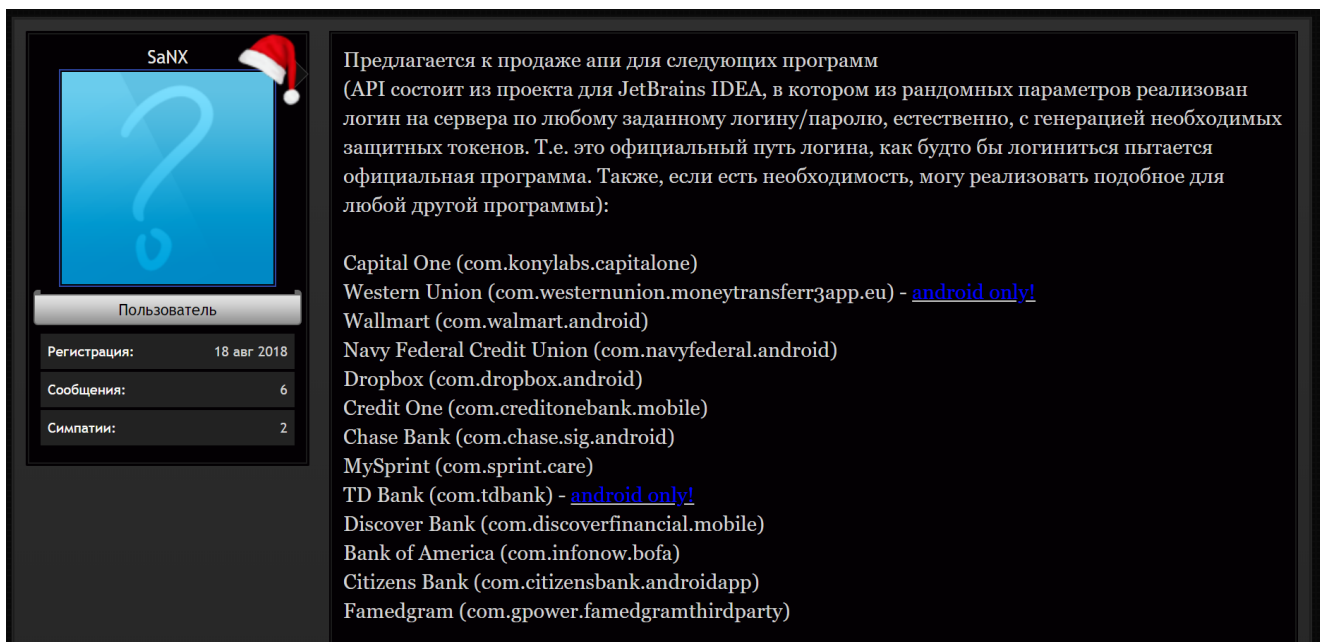 SaNX
Пользователь
Регистрация: 18 авг 2018
Сообщения: 6
Симпатии: 2
Предлагается к продаже апи для следующих программ
(API состоит из проекта для JetBrains IDEA, в котором из рандомных параметров реализован
логин на сервера по любому заданному логину/паролю, естественно, с генерацией необходимых
защитных токенов. Т.е. это официальный путь логина, как будто бы логиниться пытается
официальная программа. Также, если есть необходимость, могу реализовать подобное для
любой другой программы):
Capital One (com.konylabs.capitalone)
Western Union (com.westernunion.moneytransferr3app.eu) - android only!
Wallmart (com.walmart.android)
Navy Federal Credit Union (com.navyfederal.android)
Dropbox (com.dropbox.android)
Credit One (com.creditonebank.mobile)
Chase Bank (com.chase.sig.android)
MySprint (com.sprint.care)
TD Bank (com.tdbank) - android only!
Discover Bank (com.discoverfinancial.mobile)
Bank of America (com.infonow.bofa)
Citizens Bank (com.citizensbank.androidapp)
Famedgram (com.gpower.famedgramthirdparty)